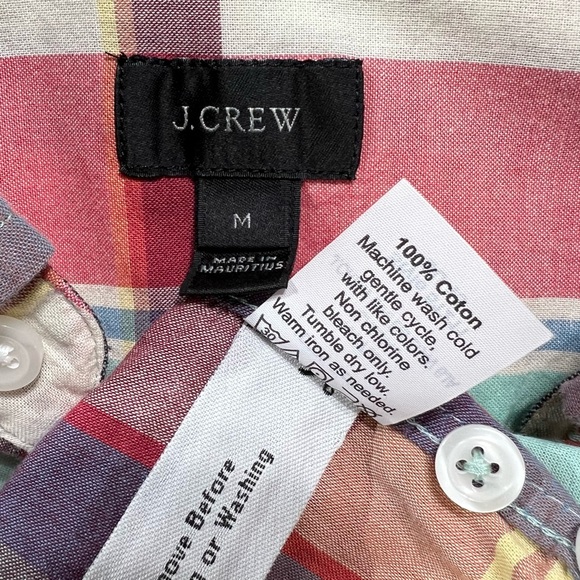 J.CREW
M
MADE IN
MAURITIUS
100% Coton
Machine wash cold
gentle cycle,
with like colors.
Non chlorine
bleach only.
Tumble dry low.
Warm iron as needed.
30
Before
or Washing